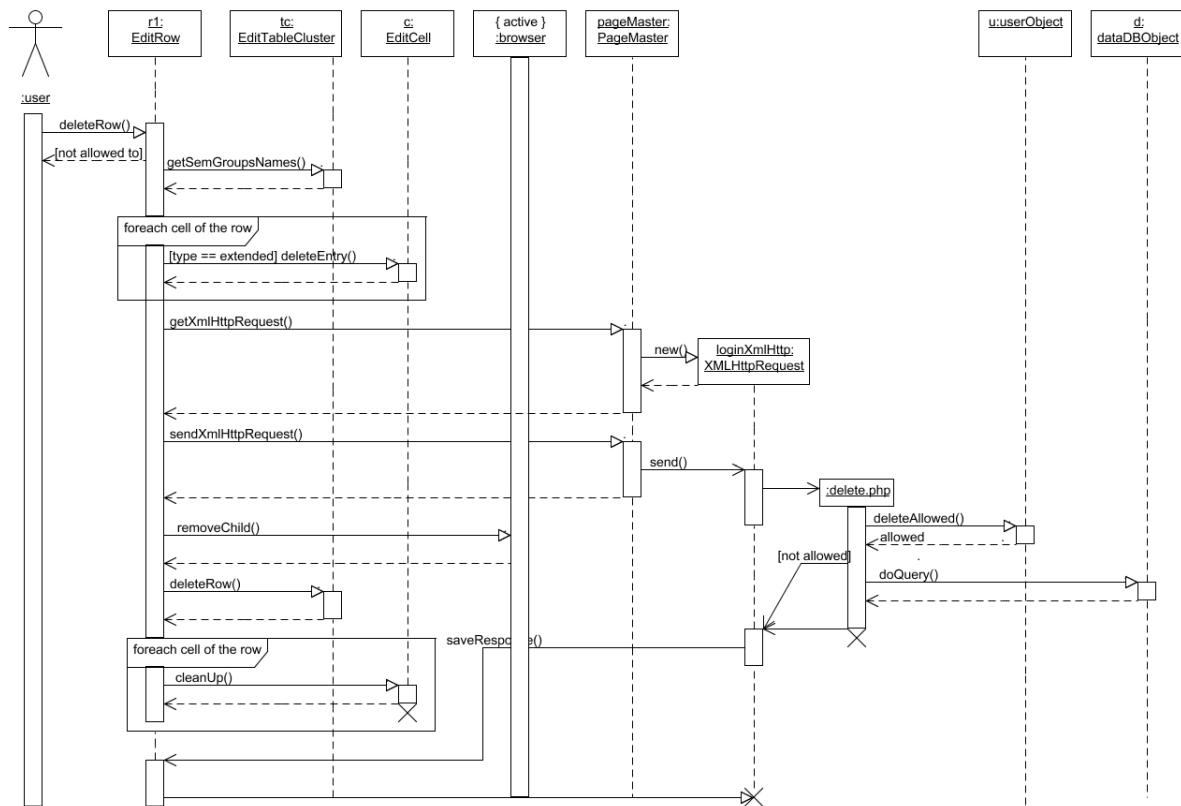 r1:
EditRow
tc:
EditTableCluster
c:
EditCell
{ active }
:browser
pageMaster:
PageMaster
u:userObject
d:
dataDBObject
:user
deleteRow()
[not allowed to]
getSemGroupsNames()
foreach cell of the row
[type == extended] deleteEntry()
getXmlHttpRequest()
new()
loginXmlHttp:
XMLHttpRequest
sendXmlHttpRequest()
send()
:delete.php
deleteAllowed()
allowed
removeChild()
[not allowed]
doQuery()
deleteRow()
foreach cell of the row
saveResponse()
cleanUp()